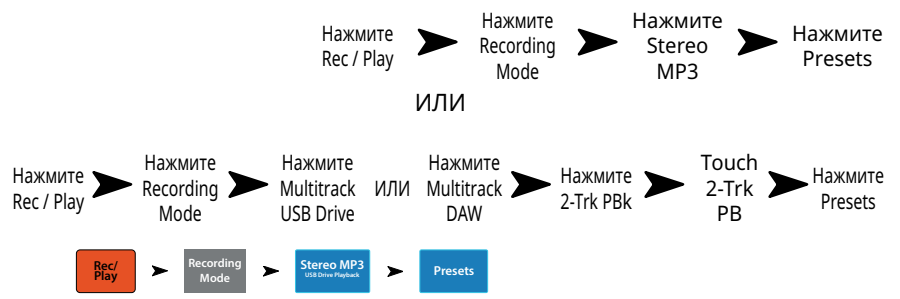 Нажмите
Rec / Play
Нажмите
Recording
Mode
Нажмите
Stereo
MP3
Нажмите
Presets
ИЛИ
Нажмите
Rec / Play
Нажмите
Recording
Mode
Нажмите
Multitrack
USB Drive
ИЛИ
Нажмите
Multitrack
DAW
Нажмите
2-Trk PBk
Touch
2-Trk
PB
Нажмите
Presets
Rec/
Play
Recording
Mode
Stereo MP3
USB Drive Playback
Presets